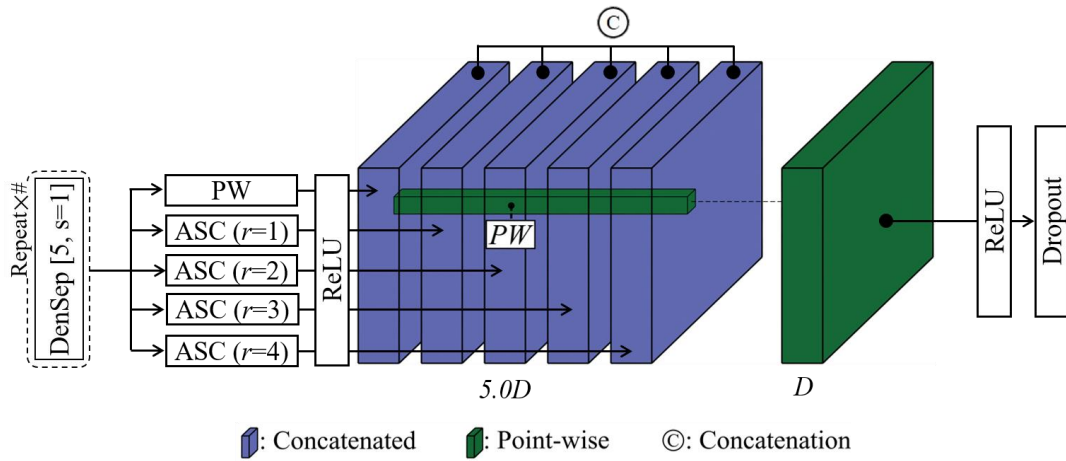 C
Repeat×#
DenSep [5, s=1]
PW
ASC (r=1)
ASC (r=2)
ASC (r=3)
ASC (r=4)
ReLU
PW
ReLU
Dropout
5.0D
D
: Concatenated
: Point-wise
Ⓒ: Concatenation